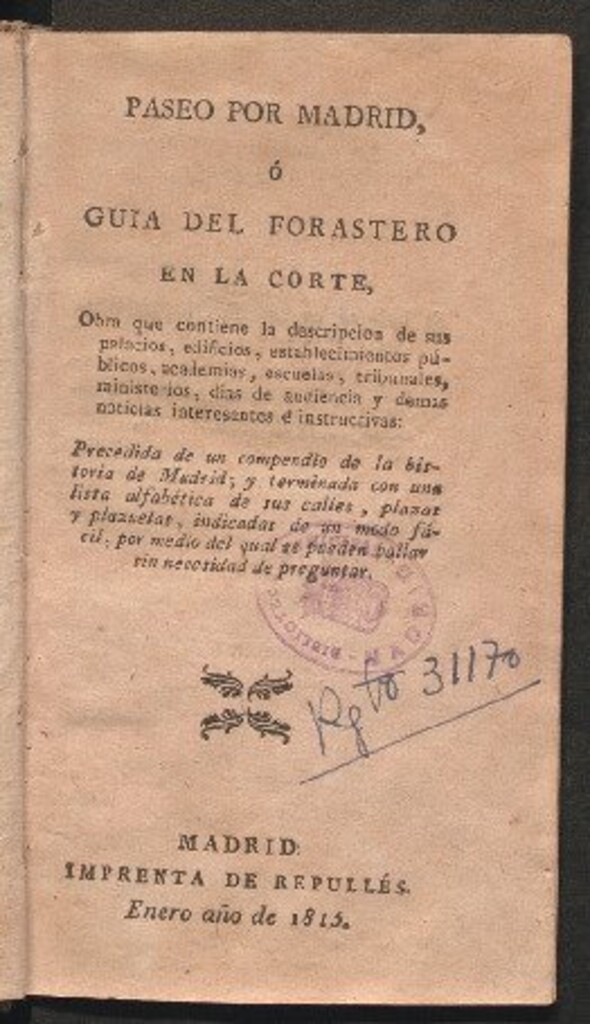 PASEO POR MADRID,
Ó
GUIA DEL FORASTERO
EN LA CORTE,
Obra que contiene la descripcion de sus
palacios, edificios, establecimientos pú-
blicos, academias, escuelas, tribunales,
ministerios, dias de audiencia y demas
noticias interesantes é instructivas:
Precedida de un compendio de la his-
toria de Madrid; y terminada con una
lista alfabética de sus calles, plazas
y plazuelas, indicadas de un modo fá-
cil, por medio del qual se pueden hallar
sin necesidad de preguntar.
MADRID
Rgto 31170
MADRID:
IMPRENTA DE REPULLÉS.
Enero año de 1815.